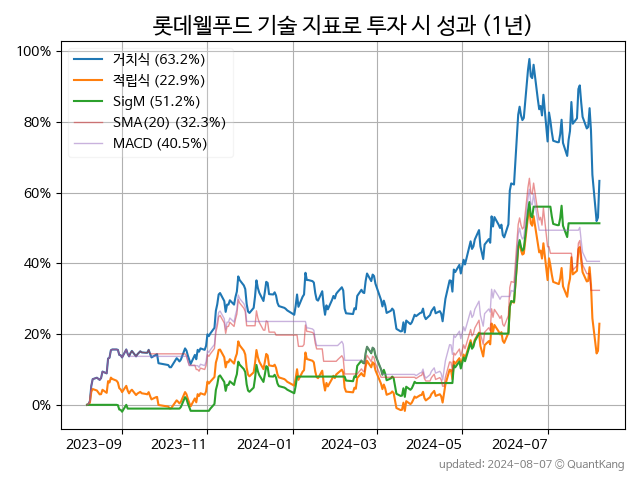 롯데웰푸드 기술 지표로 투자 시 성과 (1년)
거치식 (63.2%)
적립식 (22.9%)
SigM (51.2%)
SMA(20) (32.3%)
MACD (40.5%)
100%
80%
60%
40%
20%
0%
2023-09 2023-11 2024-01 2024-03 2024-05 2024-07
updated: 2024-08-07 © QuantKang